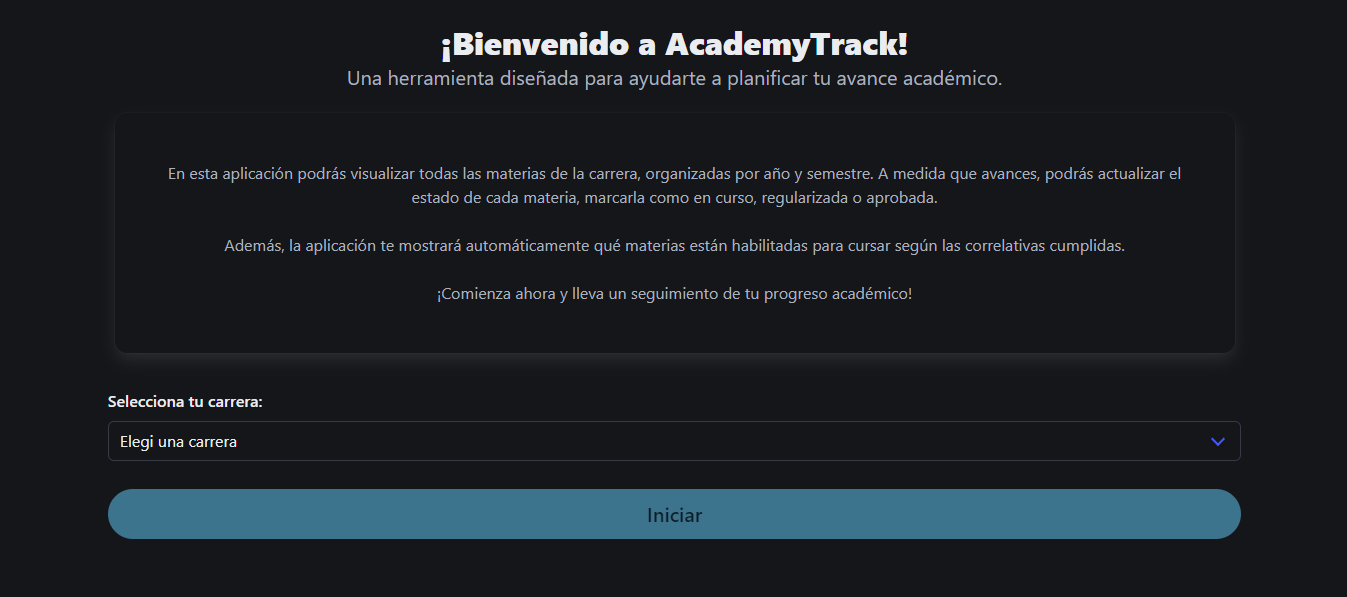 ¡Bienvenido a AcademyTrack!
Una herramienta diseñada para ayudarte a planificar tu avance académico.
En esta aplicación podrás visualizar todas las materias de la carrera, organizadas por año y semestre. A medida que avances, podrás actualizar el
estado de cada materia, marcarla como en curso, regularizada o aprobada.
Además, la aplicación te mostrará automáticamente qué materias están habilitadas para cursar según las correlativas cumplidas.
¡Comienza ahora y lleva un seguimiento de tu progreso académico!
Selecciona tu carrera:
Elegi una carrera
Iniciar